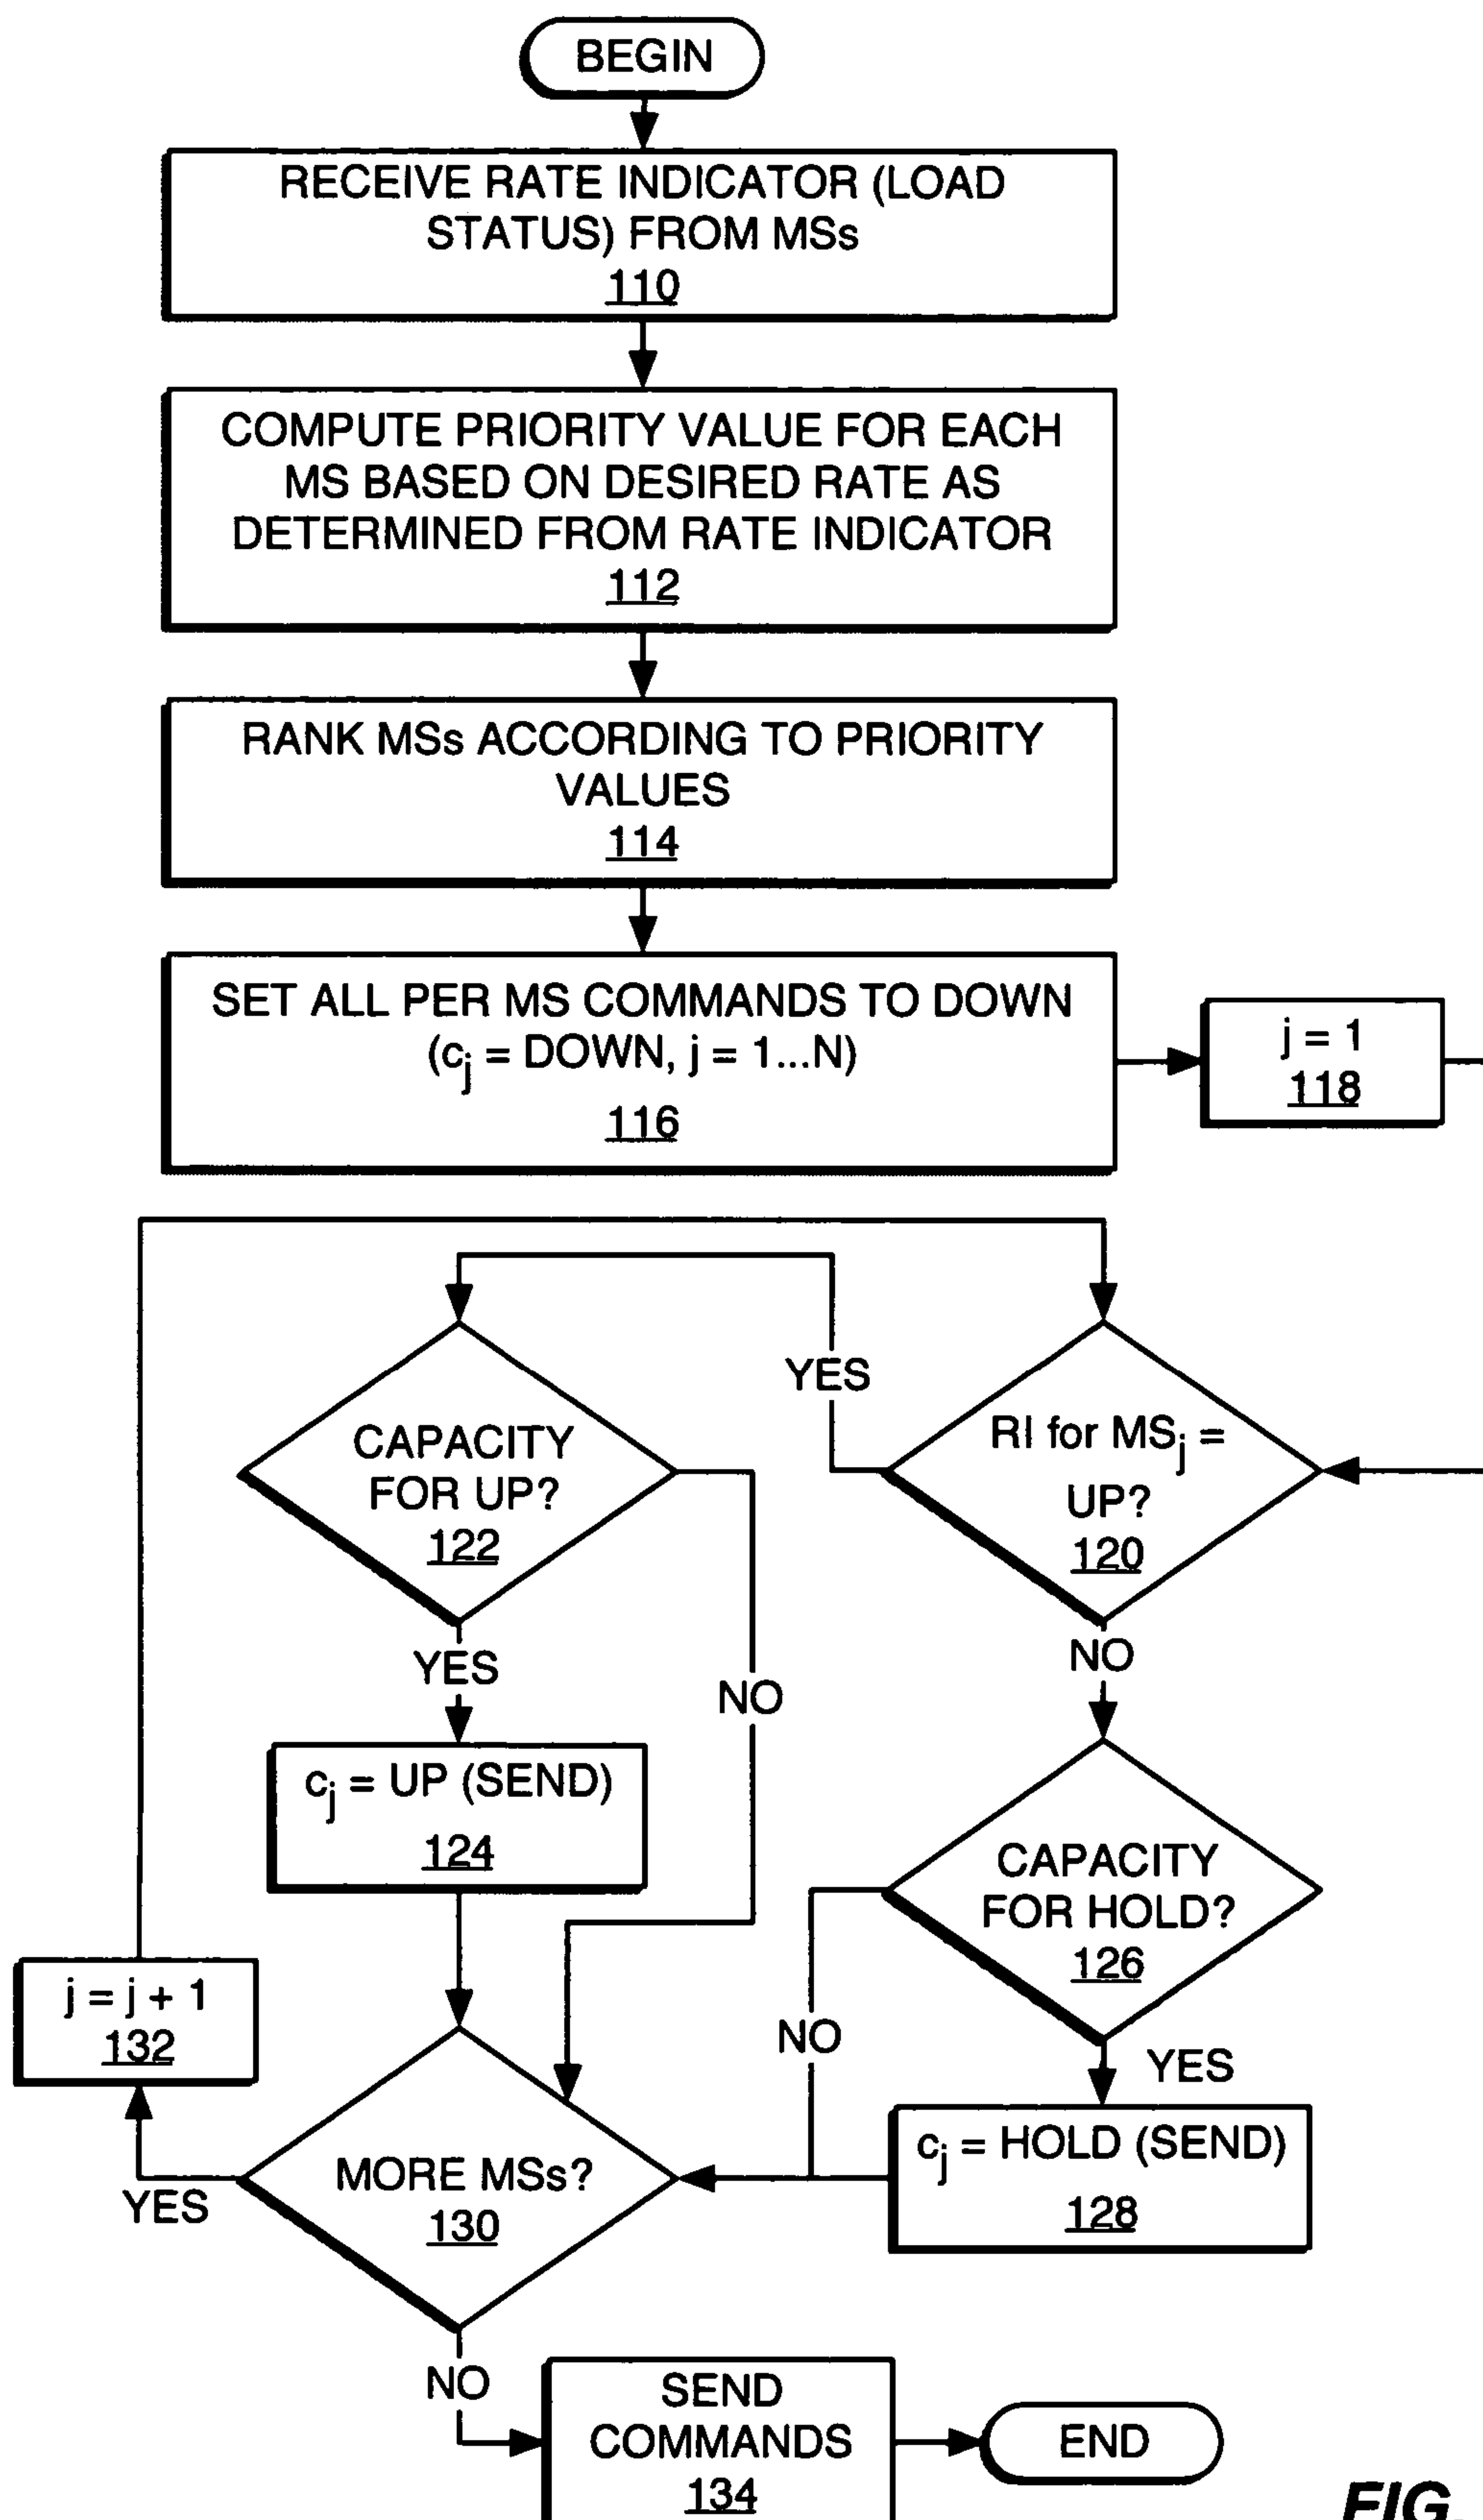 BEGIN
RECEIVE RATE INDICATOR (LOAD
STATUS) FROM MSs
110
COMPUTE PRIORITY VALUE FOR EACH
MS BASED ON DESIRED RATE AS
DETERMINED FROM RATE INDICATOR
112
RANK MSs ACCORDING TO PRIORITY
VALUES
114
SET ALL PER MS COMMANDS TO DOWN
(cj = DOWN, j = 1...N)
116
j = 1
118
YES
RI for MSj =
UP?
120
CAPACITY
FOR UP?
122
NO
YES
NO
cj = UP (SEND)
124
CAPACITY
FOR HOLD?
126
j = j + 1
132
NO
YES
cj = HOLD (SEND)
128
MORE MSs?
130
YES
NO
SEND
COMMANDS
134
END
FIG